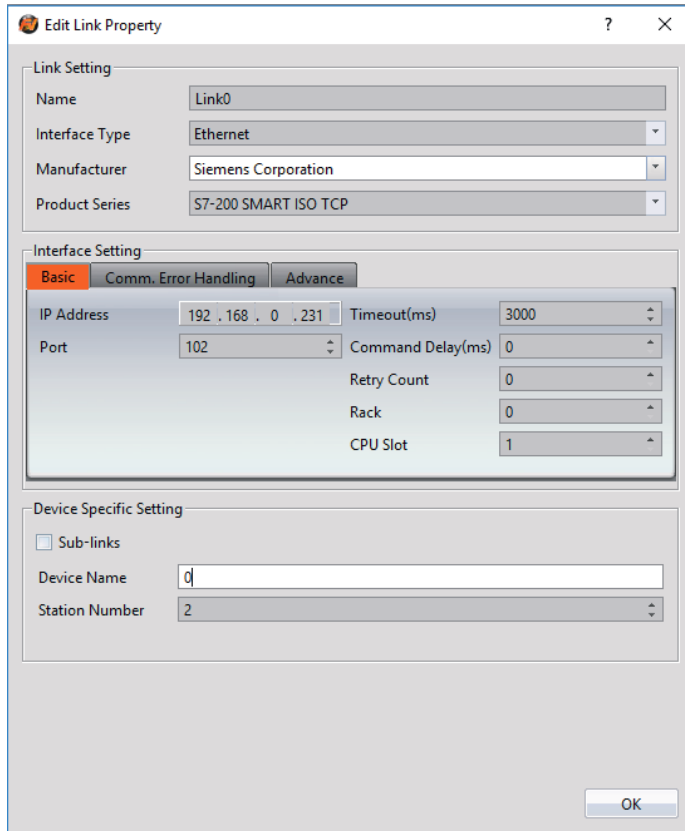 Edit Link Property ?
Link Setting
Name Link0
Interface Type Ethernet
Manufacturer Siemens Corporation
Product Series S7-200 SMART ISO TCP
Interface Setting
Basic Comm. Error Handling Advance
IP Address 192 . 168 . 0 . 231 Timeout(ms) 3000
Port 102 Command Delay(ms) 0
Retry Count 0
Rack 0
CPU Slot 1
Device Specific Setting
Sub-links
Device Name 0
Station Number 2
OK